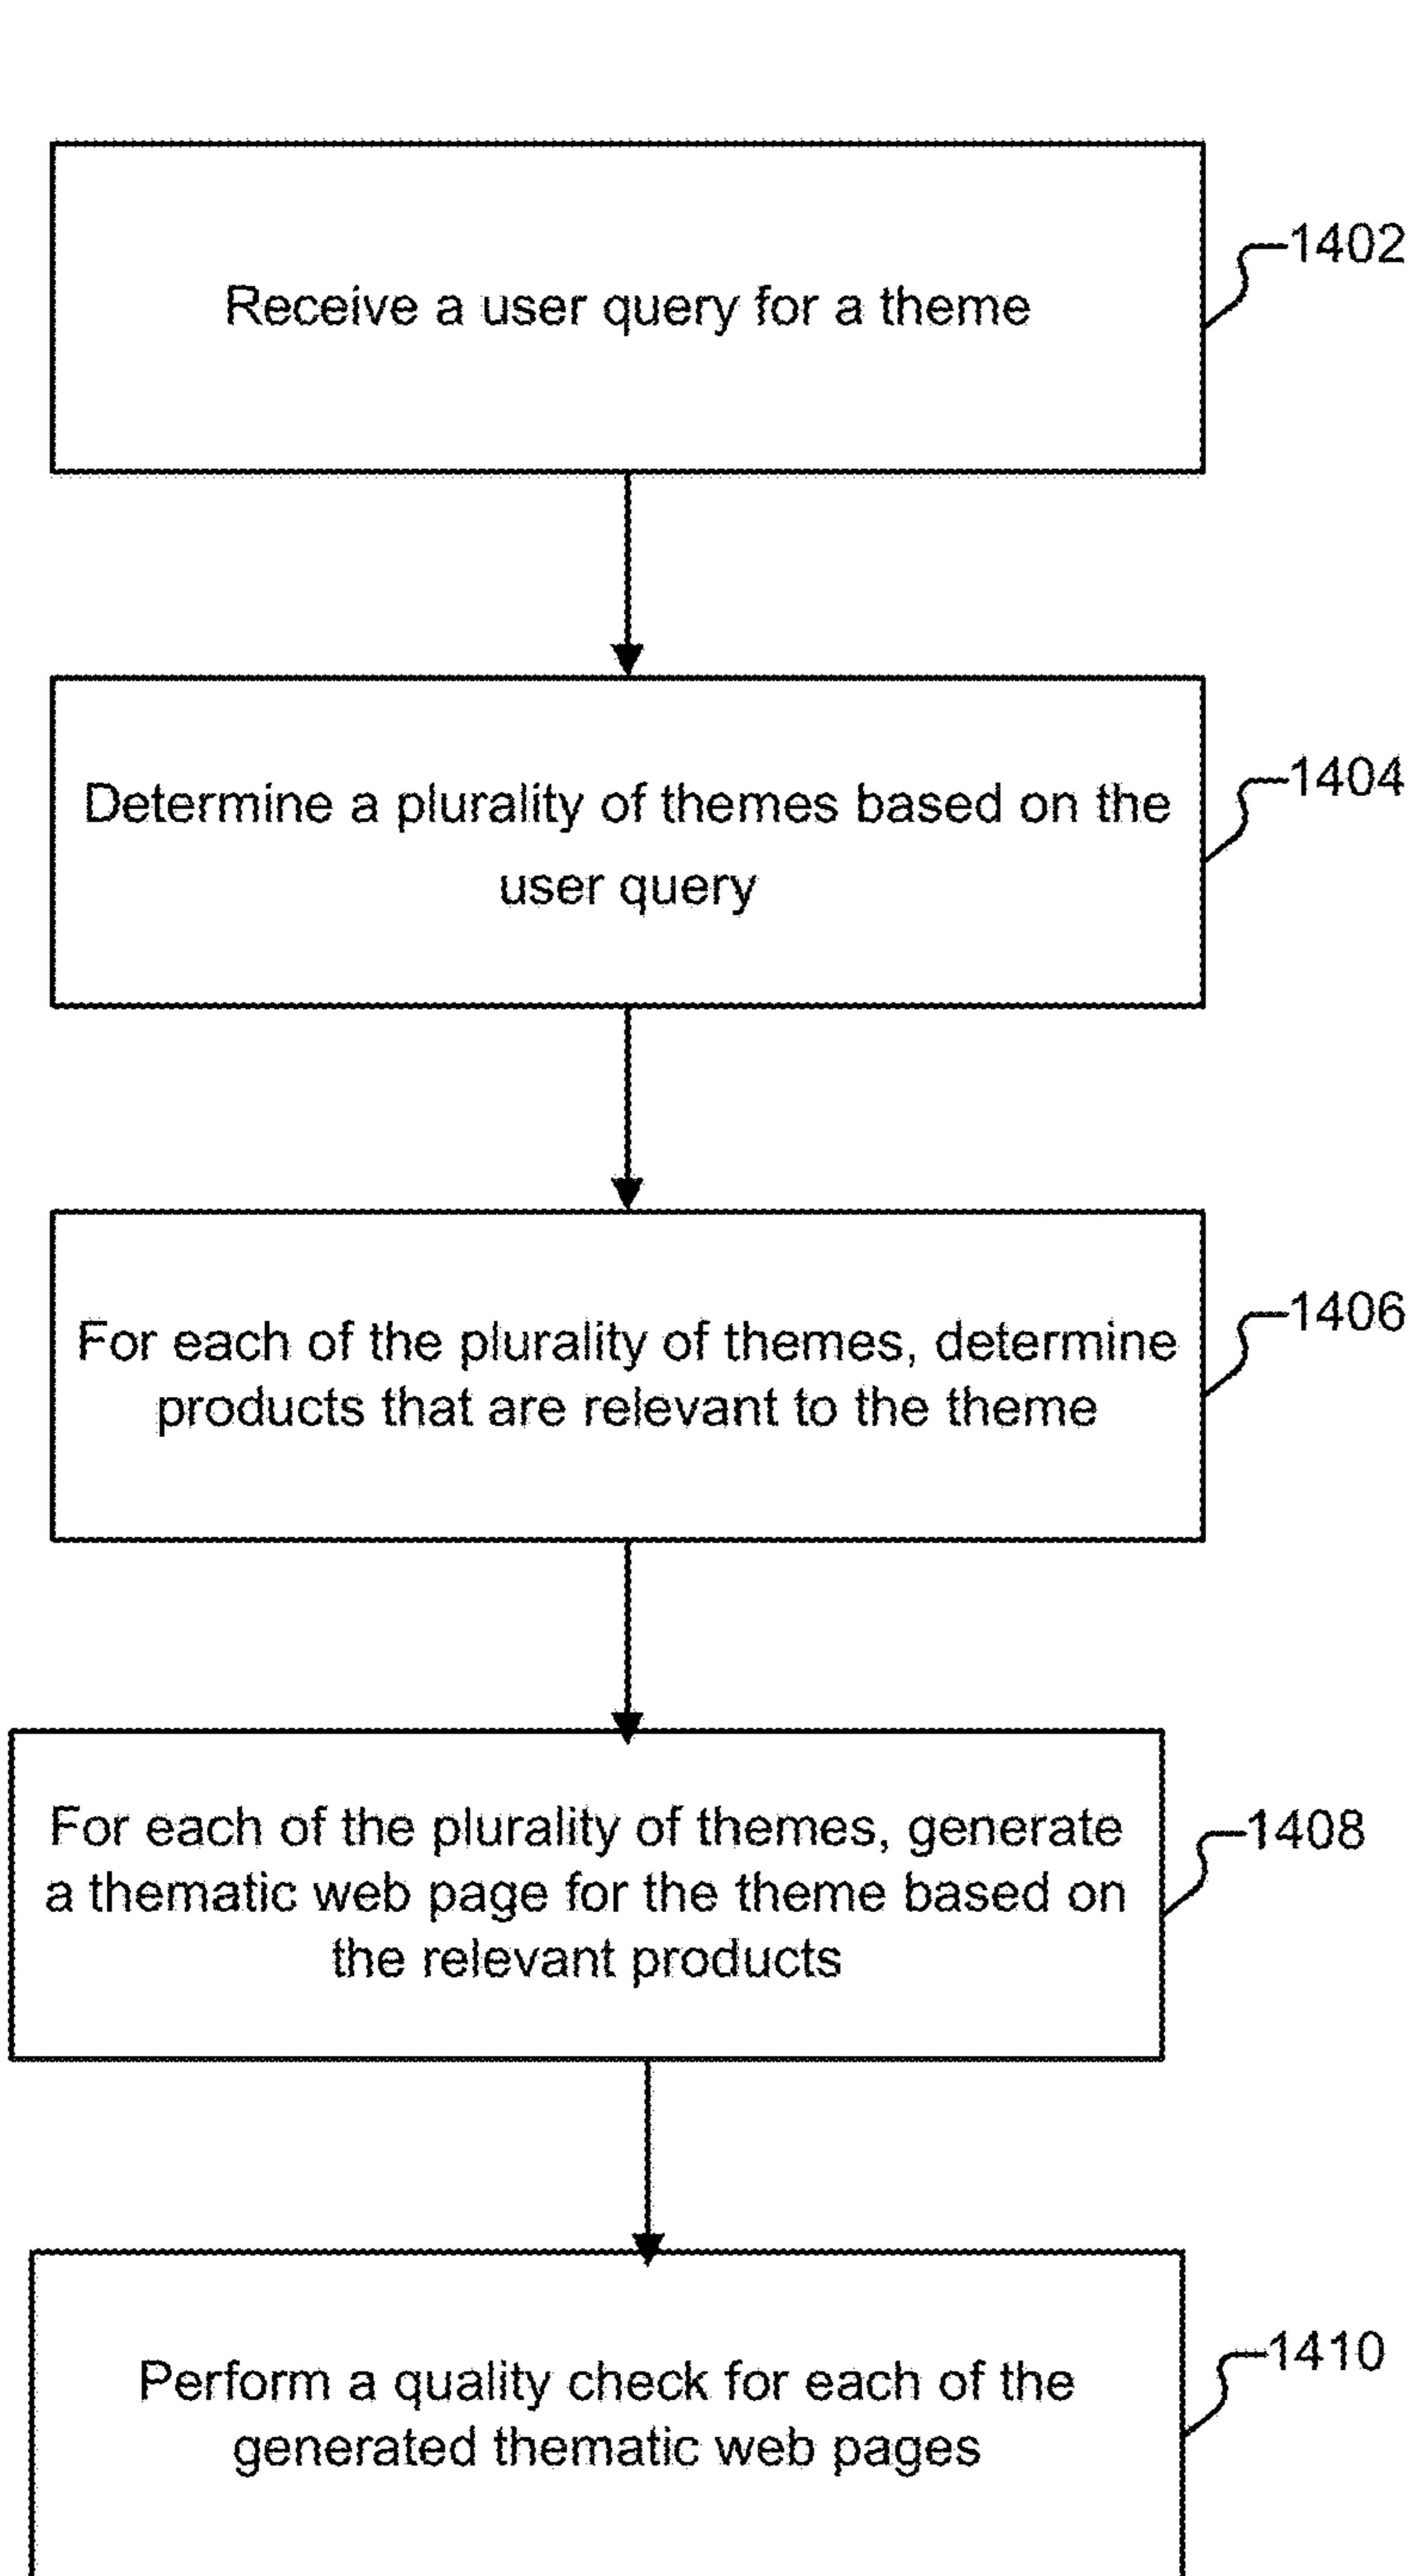 Receive a user query for a theme
1402
Determine a plurality of themes based on the
user query
1404
For each of the plurality of themes, determine
products that are relevant to the theme
1406
For each of the plurality of themes, generate
a thematic web page for the theme based on
the relevant products
1408
Perform a quality check for each of the
generated thematic web pages
1410